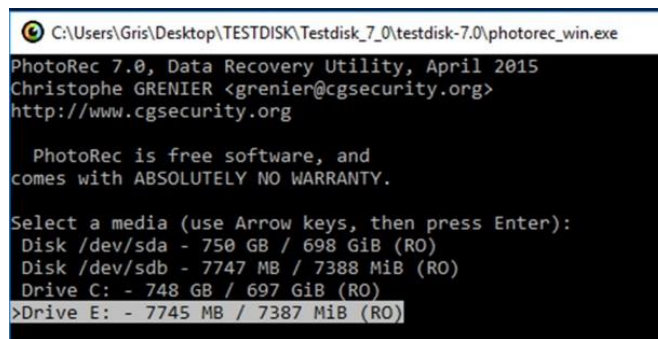 C:\Users\Gris\Desktop\TESTDISK\Testdisk_7_0\testdisk-7.0\photorec_win.exe
PhotoRec 7.0, Data Recovery Utility, April 2015
Christophe GRENIER <grenier@cgsecurity.org>
http://www.cgsecurity.org
PhotoRec is free software, and
comes with ABSOLUTELY NO WARRANTY.
Select a media (use Arrow keys, then press Enter):
Disk /dev/sda - 750 GB / 698 GiB (RO)
Disk /dev/sdb - 7747 MB / 7388 MiB (RO)
Drive C: - 748 GB / 697 GiB (RO)
>Drive E: - 7745 MB / 7387 MiB (RO)